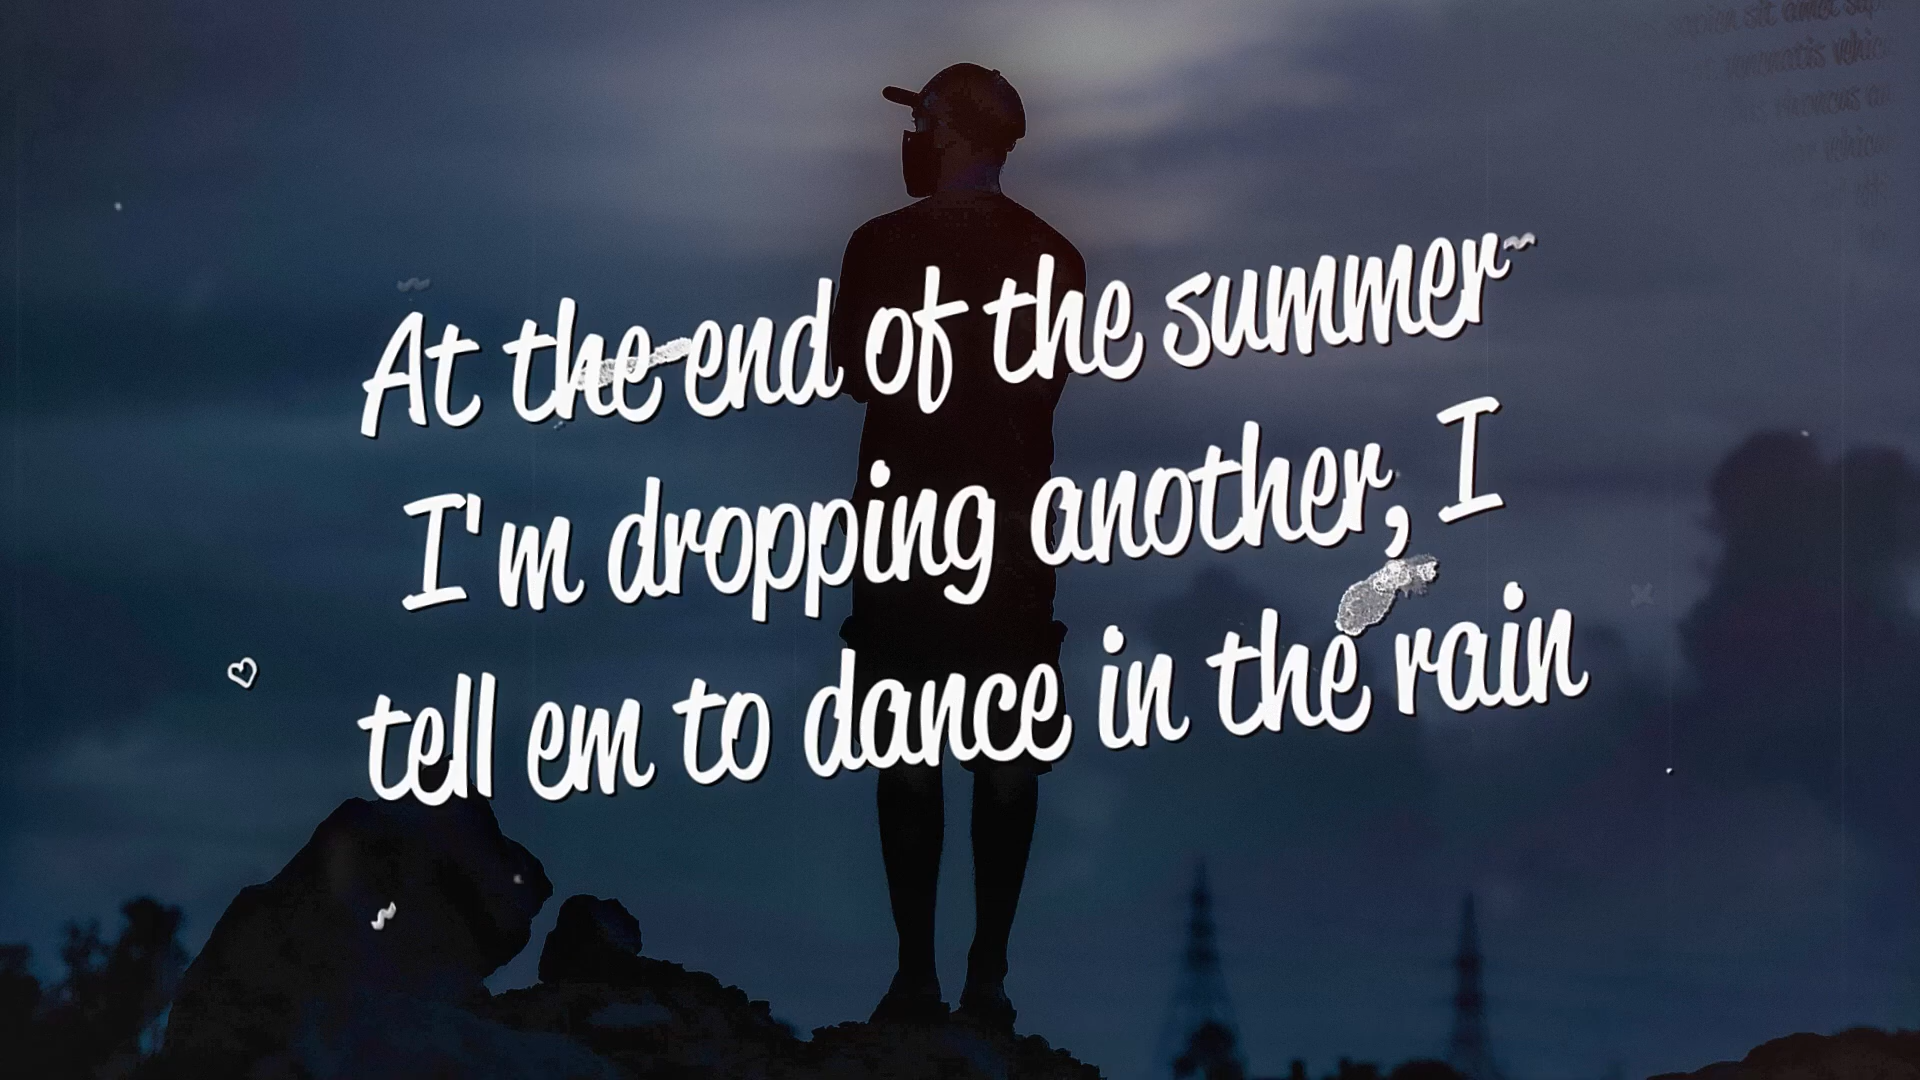 At the end of the summer
I'm dropping another, I
tell em to dance in the rain